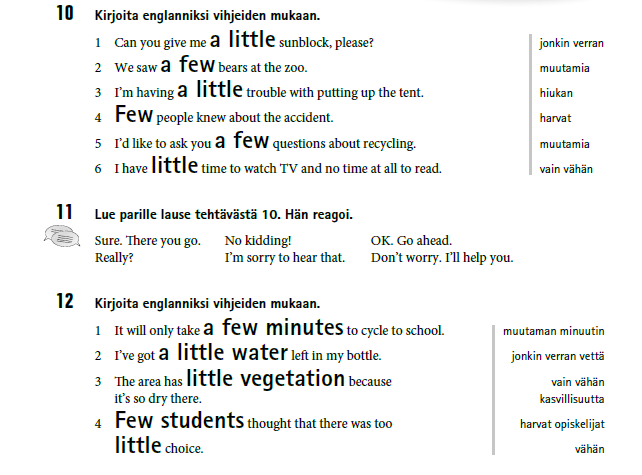 10 Kirjoita englanniksi vihjeiden mukaan.
1 Can you give me a little sunblock, please? jonkin verran
2 We saw a few bears at the zoo. muutamia
3 I'm having a little trouble with putting up the tent. hiukan
4 Few people knew about the accident. harvat
5 I'd like to ask you a few questions about recycling. muutamia
6 I have little time to watch TV and no time at all to read. vain vähän
11 Lue parille lause tehtävästä 10. Hän reagoi.
Sure. There you go. No kidding! OK. Go ahead.
Really? I'm sorry to hear that. Don't worry. I'll help you.
12 Kirjoita englanniksi vihjeiden mukaan.
1 It will only take a few minutes to cycle to school. muutaman minuutin
2 I've got a little water left in my bottle. jonkin verran vettä
3 The area has little vegetation because vain vähän
it's so dry there. kasvillisuutta
4 Few students thought that there was too harvat opiskelijat
little choice. vähän